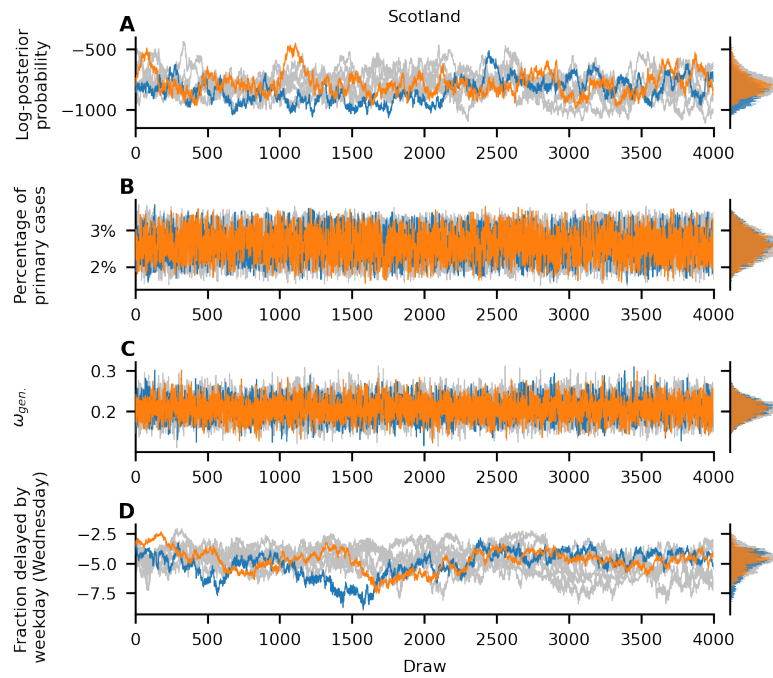 Scotland
A
Log-posterior
probability
−500
−1000
0 500 1000 1500 2000 2500 3000 3500 4000
B
Percentage of
primary cases
3%
2%
0 500 1000 1500 2000 2500 3000 3500 4000
C
ω gen.
0.3
0.2
0 500 1000 1500 2000 2500 3000 3500 4000
D
Fraction delayed by
weekday (Wednesday)
−2.5
−5.0
−7.5
0 500 1000 1500 2000 2500 3000 3500 4000
Draw